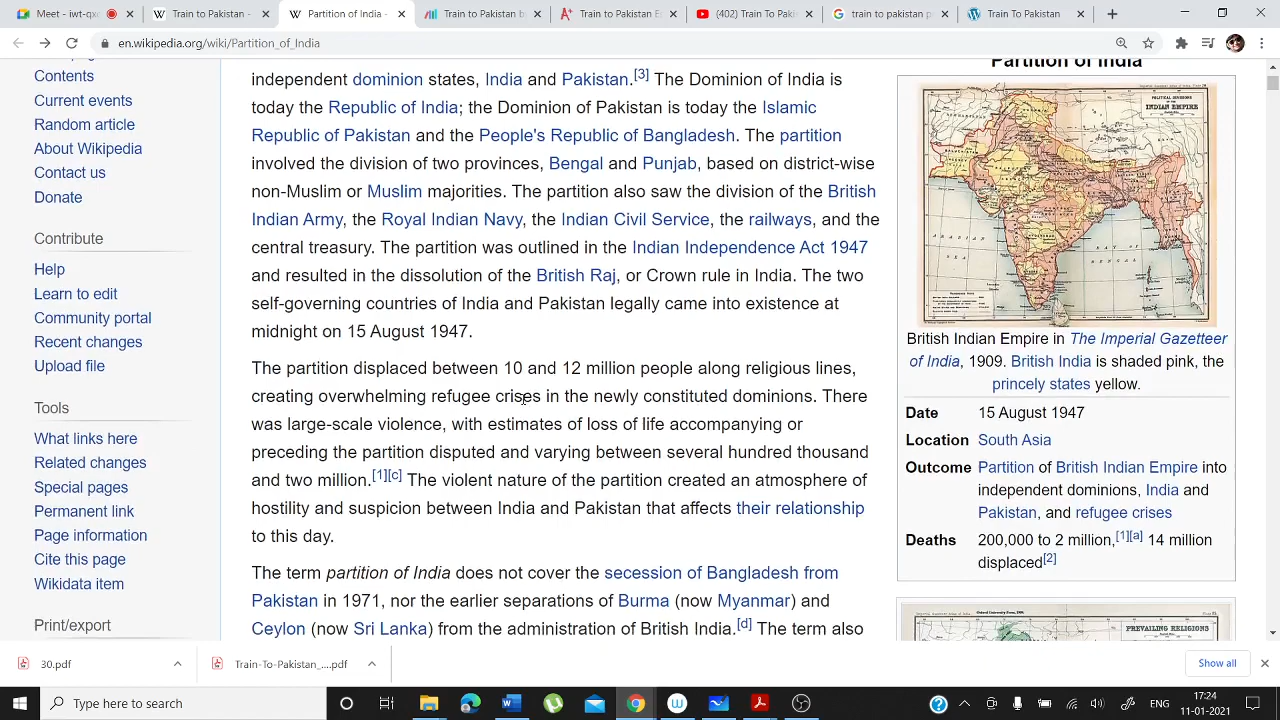 Meet – iwt-qx
Train to Pakistan -
Partition of India -
Train to Pakistan b
Train to Pakistan E
(402) Train to Pakis
train to pakistan p
Train To Pakistan
en.wikipedia.org/wiki/Partition_of_India
Contents
Current events
Random article
About Wikipedia
Contact us
Donate
Contribute
Help
Learn to edit
Community portal
Recent changes
Upload file
Tools
What links here
Related changes
Special pages
Permanent link
Page information
Cite this page
Wikidata item
Print/export
independent dominion states, India and Pakistan.[3] The Dominion of India is
today the Republic of India; the Dominion of Pakistan is today the Islamic
Republic of Pakistan and the People's Republic of Bangladesh. The partition
involved the division of two provinces, Bengal and Punjab, based on district-wise
non-Muslim or Muslim majorities. The partition also saw the division of the British
Indian Army, the Royal Indian Navy, the Indian Civil Service, the railways, and the
central treasury. The partition was outlined in the Indian Independence Act 1947
and resulted in the dissolution of the British Raj, or Crown rule in India. The two
self-governing countries of India and Pakistan legally came into existence at
midnight on 15 August 1947.
The partition displaced between 10 and 12 million people along religious lines,
creating overwhelming refugee crises in the newly constituted dominions. There
was large-scale violence, with estimates of loss of life accompanying or
preceding the partition disputed and varying between several hundred thousand
and two million.[1][c] The violent nature of the partition created an atmosphere of
hostility and suspicion between India and Pakistan that affects their relationship
to this day.
The term partition of India does not cover the secession of Bangladesh from
Pakistan in 1971, nor the earlier separations of Burma (now Myanmar) and
Ceylon (now Sri Lanka) from the administration of British India.[d] The term also
Partition of India
POLITICAL DIVISIONS
OF THE
INDIAN EMPIRE
ARABIAN
SEA
BAY OF
BENGAL
British Indian Empire in The Imperial Gazetteer
of India, 1909. British India is shaded pink, the
princely states yellow.
Date 15 August 1947
Location South Asia
Outcome Partition of British Indian Empire into
independent dominions, India and
Pakistan, and refugee crises
Deaths 200,000 to 2 million,[1][a] 14 million
displaced[2]
PREVAILING RELIGIONS
30.pdf
Train-To-Pakistan_....pdf
Show all
Type here to search
ENG
17:24
11-01-2021